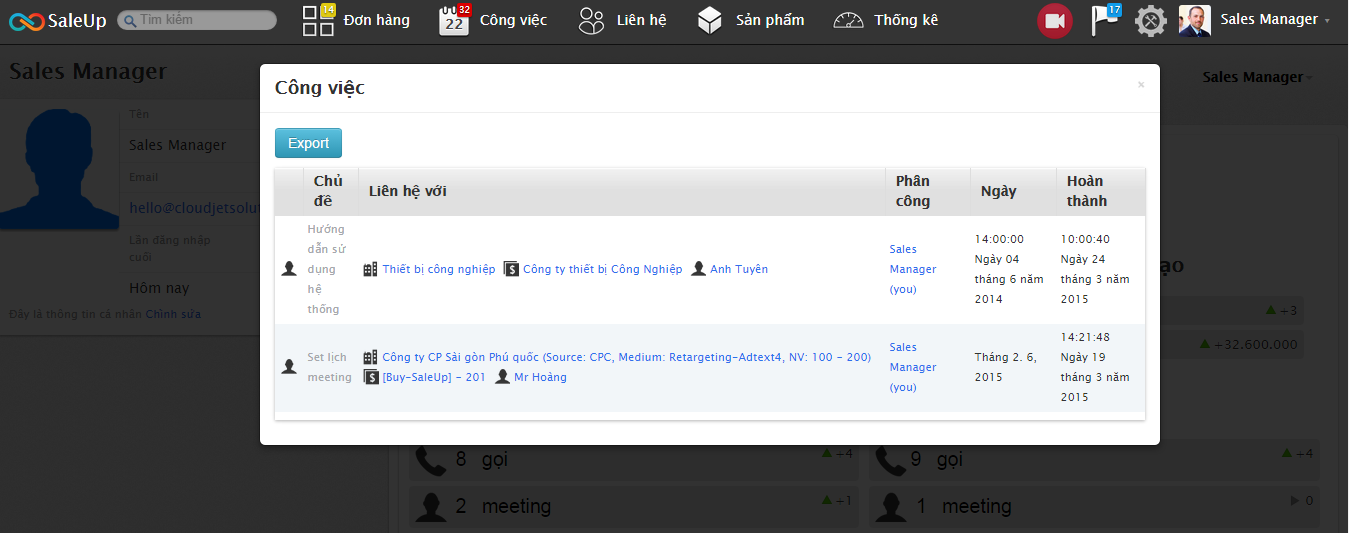 SaleUp
Tìm kiếm
14
Đơn hàng
32
22
Công việc
Liên hệ
Sản phẩm
Thống kê
17
Sales Manager
Sales Manager
Sales Manager
Tên
Sales Manager
Email
hello@cloudjetsolut
Lần đăng nhập
cuối
Hôm nay
Đây là thông tin cá nhân Chỉnh sửa
Công việc
×
Export
Chủ đề
Liên hệ với
Phân công
Ngày
Hoàn thành
Hướng dẫn sử dụng hệ thống
Thiết bị công nghiệp
Công ty thiết bị Công Nghiệp
Anh Tuyên
Sales Manager (you)
14:00:00 Ngày 04 tháng 6 năm 2014
10:00:40 Ngày 24 tháng 3 năm 2015
Set lịch meeting
Công ty CP Sài gòn Phú quốc (Source: CPC, Medium: Retargeting-Adtext4, NV: 100 - 200)
[Buy-SaleUp] - 201
Mr Hoàng
Sales Manager (you)
Tháng 2. 6, 2015
14:21:48 Ngày 19 tháng 3 năm 2015
ạo
+3
+32.600.000
8 gọi
+4
9 gọi
+4
2 meeting
+1
1 meeting
0